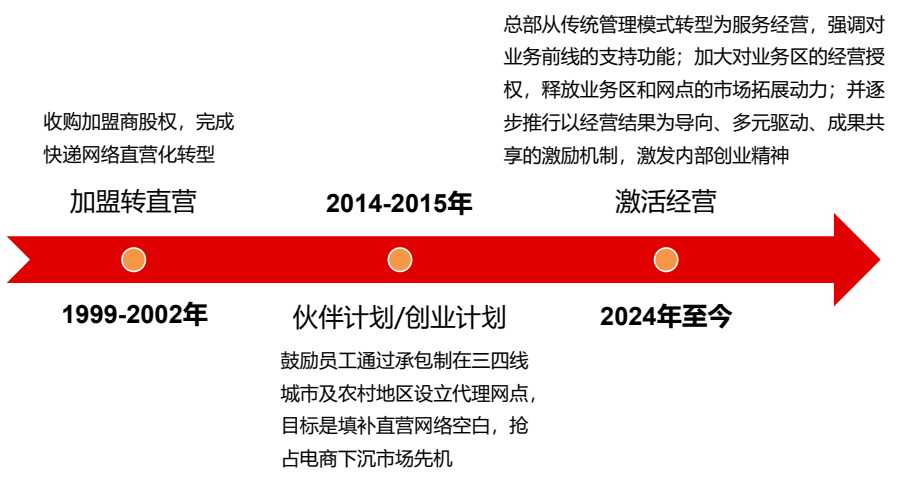 收购加盟商股权，完成
快递网络直营化转型
加盟转直营
1999-2002年
2014-2015年
伙伴计划/创业计划
鼓励员工通过承包制在三四线
城市及农村地区设立代理网点，
目标是填补直营网络空白，抢
占电商下沉市场先机
总部从传统管理模式转型为服务经营，强调对
业务前线的支持功能；加大对业务区的经营授
权，释放业务区和网点的市场拓展动力；并逐
步推行以经营结果为导向、多元驱动、成果共
享的激励机制，激发内部创业精神
激活经营
2024年至今